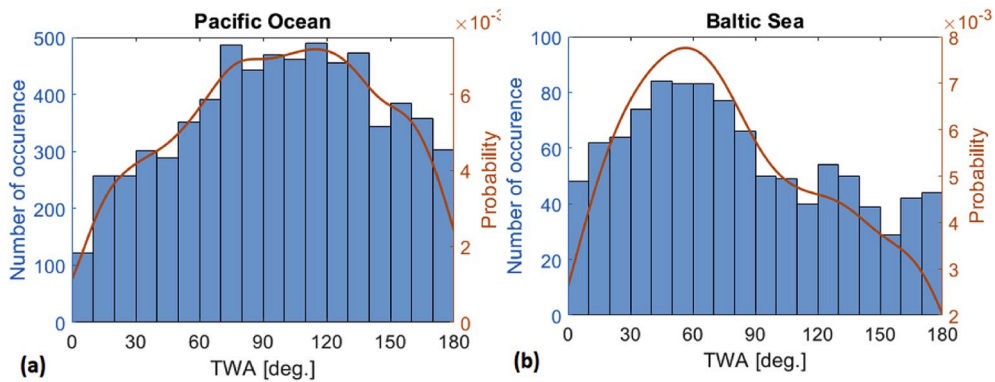 Pacific Ocean
×10⁻³
500
400
300
200
100
0
Number of occurence
6
4
2
0
Probability
0 30 60 90 120 150 180
TWA [deg.]
(a)
Baltic Sea
×10⁻³
100
80
60
40
20
0
Number of occurence
8
7
6
5
4
3
2
Probability
0 30 60 90 120 150 180
TWA [deg.]
(b)